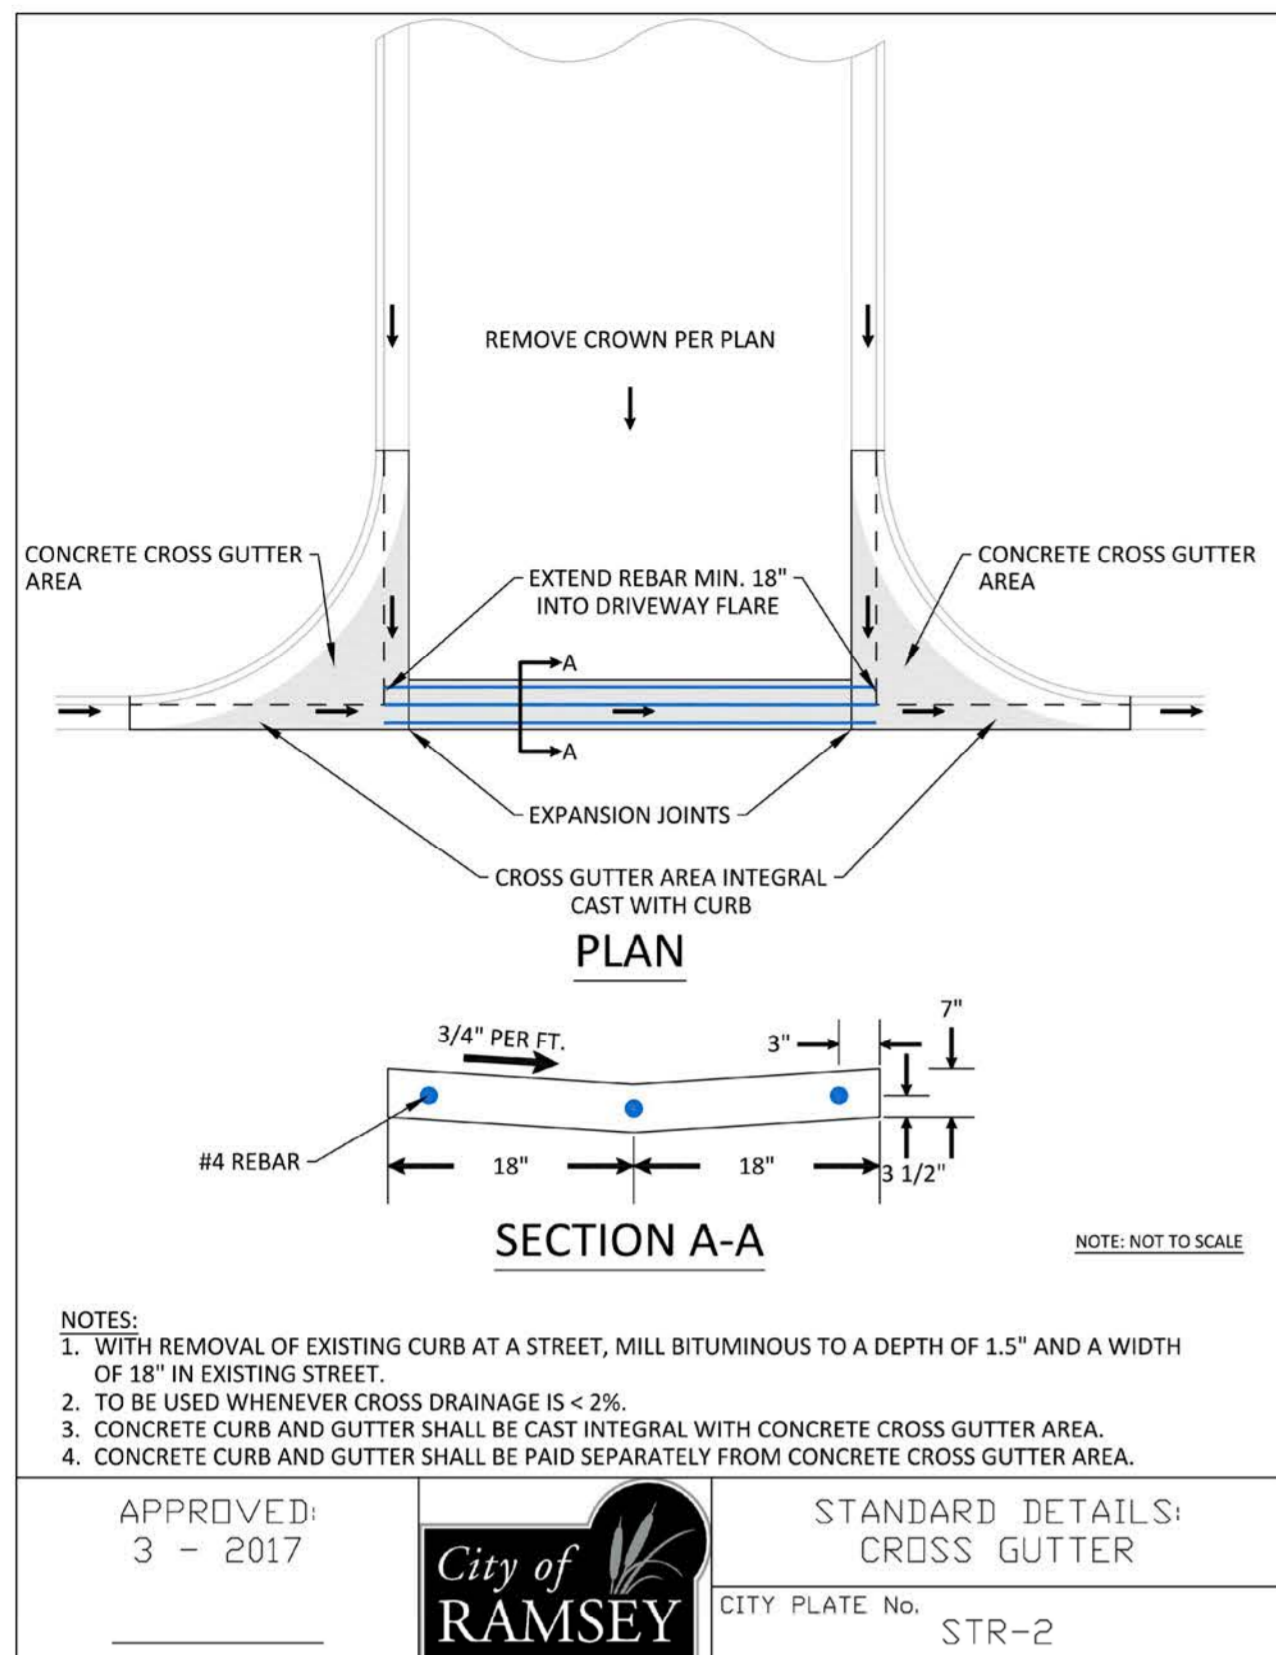 REMOVE CROWN PER PLAN
CONCRETE CROSS GUTTER
AREA
EXTEND REBAR MIN. 18"
INTO DRIVEWAY FLARE
CONCRETE CROSS GUTTER
AREA
A
A
EXPANSION JOINTS
CROSS GUTTER AREA INTEGRAL
CAST WITH CURB
PLAN
3/4" PER FT.
3"
7"
#4 REBAR
18"
18"
3 1/2"
SECTION A-A
NOTE: NOT TO SCALE
NOTES:
1. WITH REMOVAL OF EXISTING CURB AT A STREET, MILL BITUMINOUS TO A DEPTH OF 1.5" AND A WIDTH
OF 18" IN EXISTING STREET.
2. TO BE USED WHENEVER CROSS DRAINAGE IS < 2%.
3. CONCRETE CURB AND GUTTER SHALL BE CAST INTEGRAL WITH CONCRETE CROSS GUTTER AREA.
4. CONCRETE CURB AND GUTTER SHALL BE PAID SEPARATELY FROM CONCRETE CROSS GUTTER AREA.
APPROVED:
3 - 2017
City of
RAMSEY
STANDARD DETAILS:
CROSS GUTTER
CITY PLATE No.
STR-2